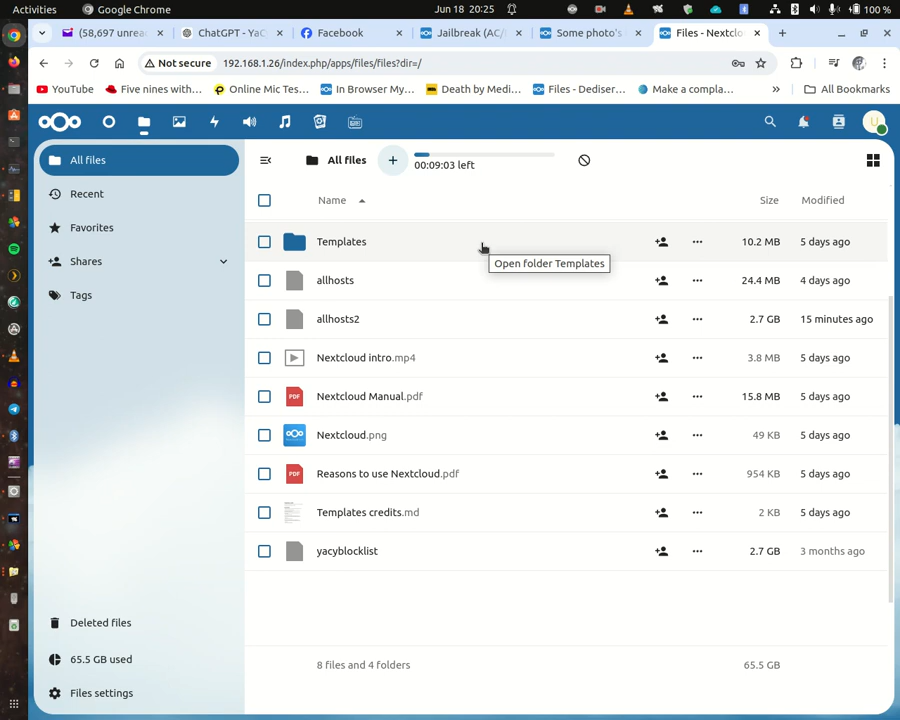 Activities
Google Chrome
Jun 18 20:25
100 %
(58,697 unrea
ChatGPT - YaC
Facebook
Jailbreak (AC/
Some photo's
Files - Nextclo
Not secure
192.168.1.26/index.php/apps/files/files?dir=/
YouTube
Five nines with...
Online Mic Tes...
In Browser My...
Death by Medi...
Files - Dediser...
Make a compla...
»
All Bookmarks
U
All files
Recent
Favorites
Shares
Tags
Deleted files
65.5 GB used
Files settings
All files
00:09:03 left
Name
Size
Modified
Templates
10.2 MB
5 days ago
Open folder Templates
allhosts
24.4 MB
4 days ago
allhosts2
2.7 GB
15 minutes ago
Nextcloud intro.mp4
3.8 MB
5 days ago
PDF
Nextcloud Manual.pdf
15.8 MB
5 days ago
Nextcloud.png
49 KB
5 days ago
PDF
Reasons to use Nextcloud.pdf
954 KB
5 days ago
Templates credits.md
2 KB
5 days ago
yacyblocklist
2.7 GB
3 months ago
8 files and 4 folders
65.5 GB